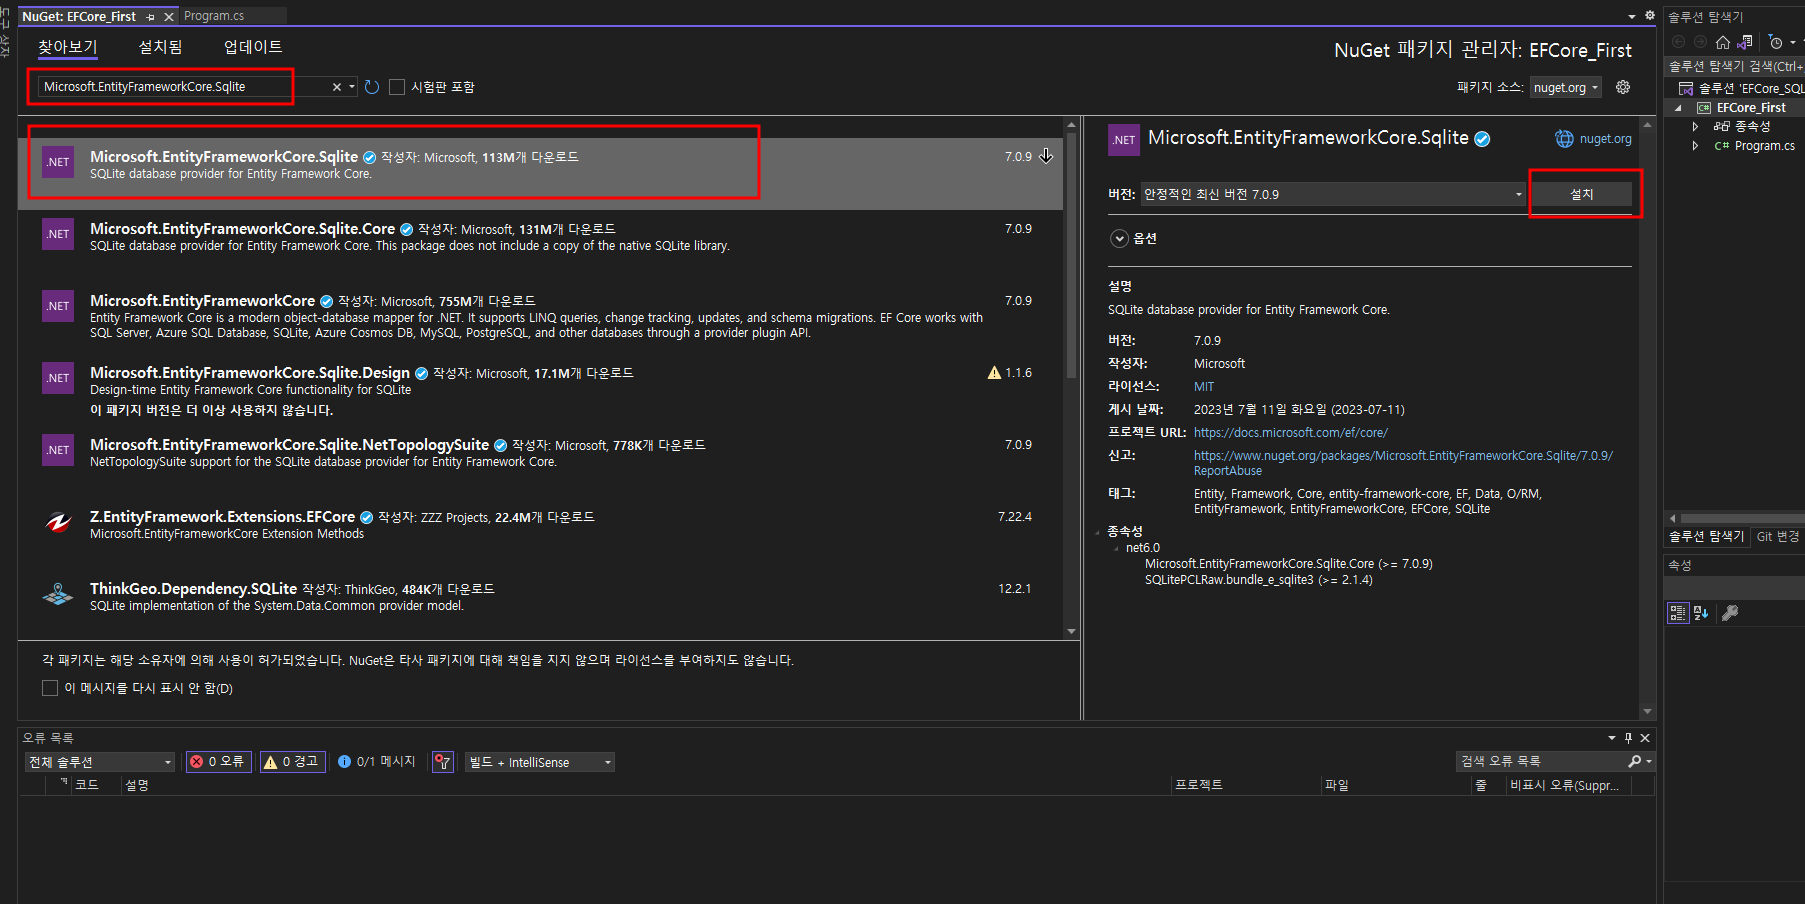 NuGet: EFCore_First
Program.cs
찾아보기
설치됨
업데이트
NuGet 패키지 관리자: EFCore_First
Microsoft.EntityFrameworkCore.Sqlite
시험판 포함
패키지 소스:
nuget.org
.NET
Microsoft.EntityFrameworkCore.Sqlite 작성자: Microsoft, 113M개 다운로드
7.0.9
SQLite database provider for Entity Framework Core.
.NET
Microsoft.EntityFrameworkCore.Sqlite.Core 작성자: Microsoft, 131M개 다운로드
7.0.9
SQLite database provider for Entity Framework Core. This package does not include a copy of the native SQLite library.
.NET
Microsoft.EntityFrameworkCore 작성자: Microsoft, 755M개 다운로드
7.0.9
Entity Framework Core is a modern object-database mapper for .NET. It supports LINQ queries, change tracking, updates, and schema migrations. EF Core works with
SQL Server, Azure SQL Database, SQLite, Azure Cosmos DB, MySQL, PostgreSQL, and other databases through a provider plugin API.
.NET
Microsoft.EntityFrameworkCore.Sqlite.Design 작성자: Microsoft, 17.1M개 다운로드
1.1.6
Design-time Entity Framework Core functionality for SQLite
이 패키지 버전은 더 이상 사용하지 않습니다.
.NET
Microsoft.EntityFrameworkCore.Sqlite.NetTopologySuite 작성자: Microsoft, 778K개 다운로드
7.0.9
NetTopologySuite support for the SQLite database provider for Entity Framework Core.
Z.EntityFramework.Extensions.EFCore 작성자: ZZZ Projects, 22.4M개 다운로드
7.22.4
Microsoft.EntityFrameworkCore Extension Methods
ThinkGeo.Dependency.SQLite 작성자: ThinkGeo, 484K개 다운로드
12.2.1
SQLite implementation of the System.Data.Common provider model.
각 패키지는 해당 소유자에 의해 사용이 허가되었습니다. NuGet은 타사 패키지에 대해 책임을 지지 않으며 라이선스를 부여하지도 않습니다.
이 메시지를 다시 표시 안 함(D)
.NET
Microsoft.EntityFrameworkCore.Sqlite
nuget.org
버전:
안정적인 최신 버전 7.0.9
설치
옵션
설명
SQLite database provider for Entity Framework Core.
버전: 7.0.9
작성자: Microsoft
라이선스: MIT
게시 날짜: 2023년 7월 11일 화요일 (2023-07-11)
프로젝트 URL: https://docs.microsoft.com/ef/core/
신고: https://www.nuget.org/packages/Microsoft.EntityFrameworkCore.Sqlite/7.0.9/
ReportAbuse
태그: Entity, Framework, Core, entity-framework-core, EF, Data, O/RM,
EntityFramework, EntityFrameworkCore, EFCore, SQLite
종속성
net6.0
Microsoft.EntityFrameworkCore.Sqlite.Core (>= 7.0.9)
SQLitePCLRaw.bundle_e_sqlite3 (>= 2.1.4)
솔루션 탐색기
솔루션 탐색기 검색(Ctrl+
솔루션 'EFCore_SQL
C# EFCore_First
종속성
C# Program.cs
솔루션 탐색기
Git 변경
속성
오류 목록
전체 솔루션
0 오류
0 경고
0/1 메시지
빌드 + IntelliSense
검색 오류 목록
코드
설명
프로젝트
파일
줄
비표시 오류(Suppr...